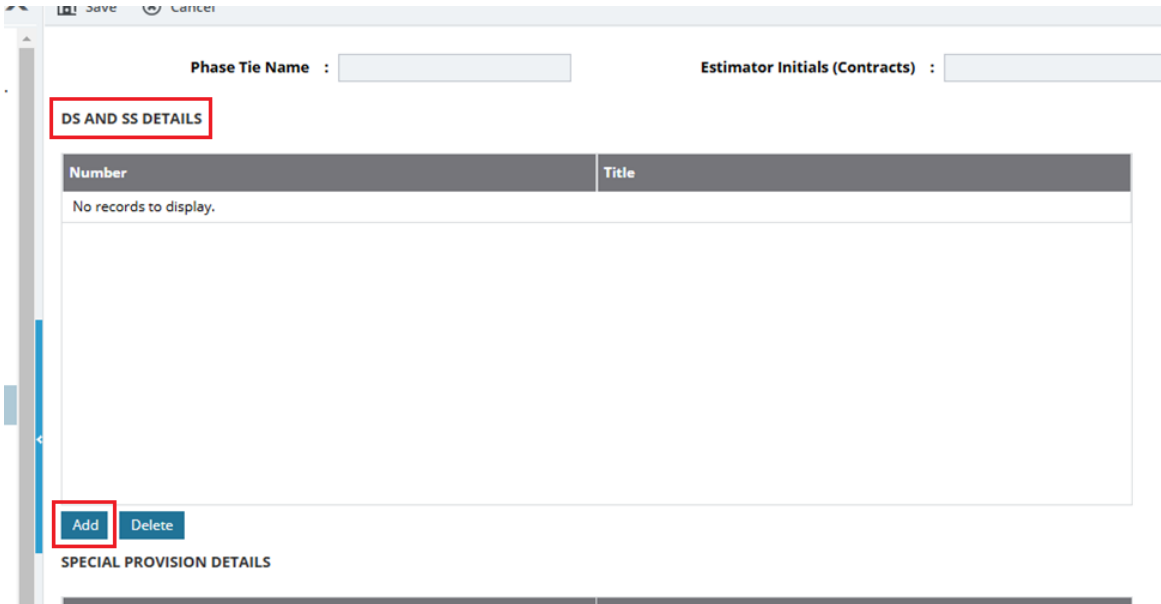 Save Cancel
Phase Tie Name : Estimator Initials (Contracts) :
DS AND SS DETAILS
Number Title
No records to display.
Add Delete
SPECIAL PROVISION DETAILS